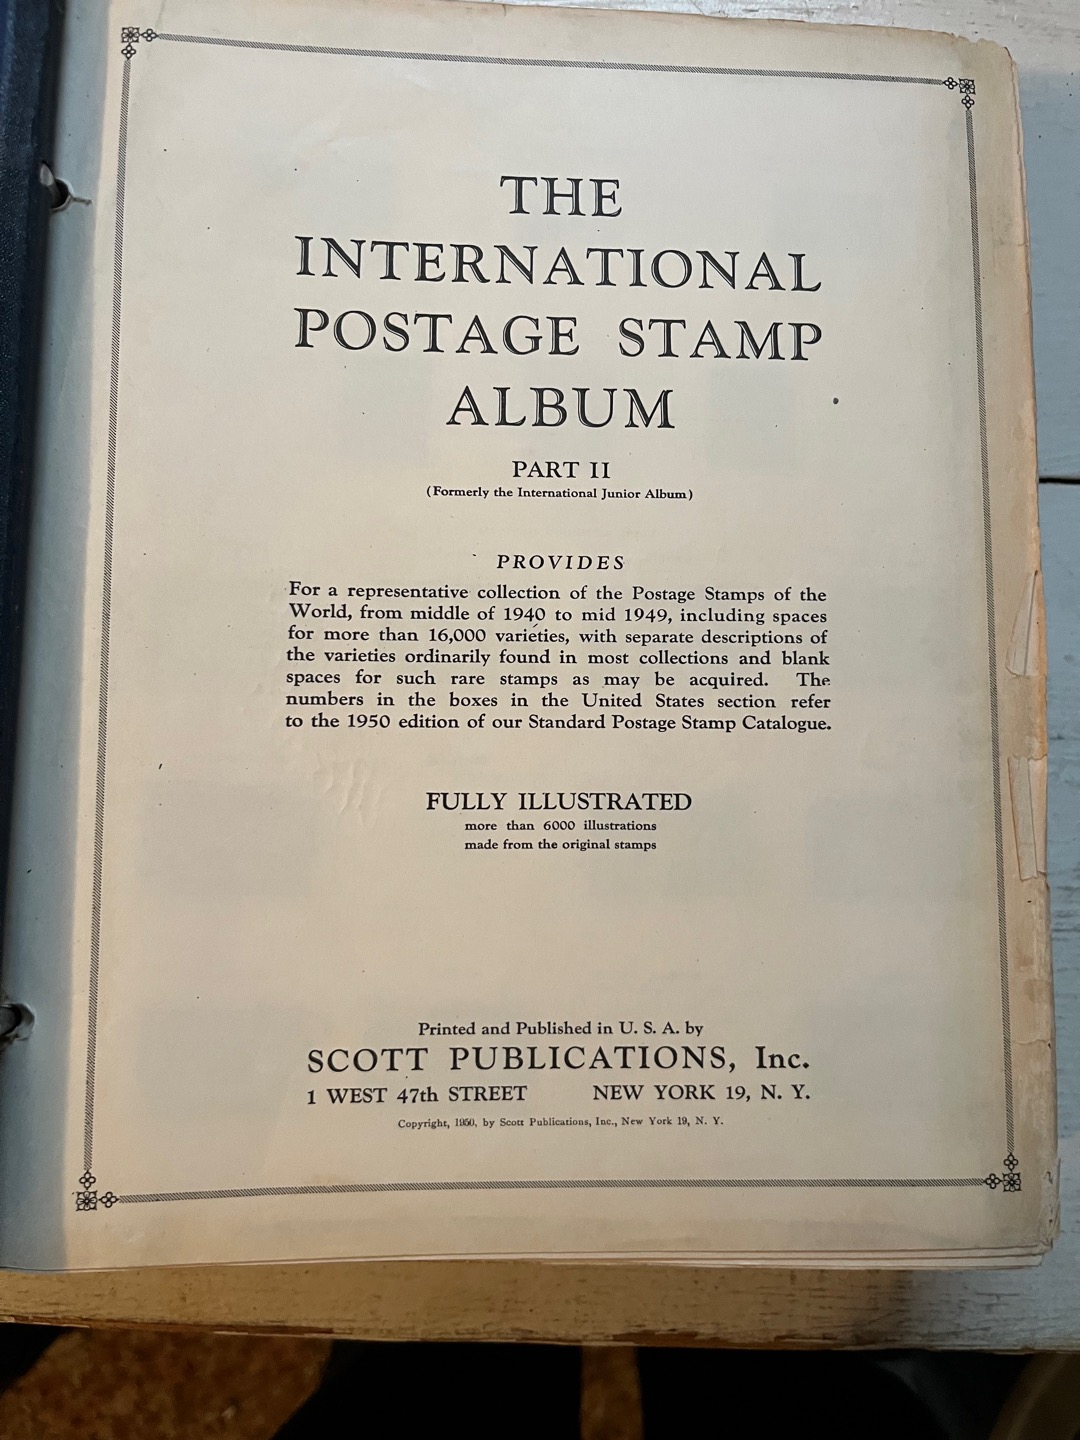 THE
INTERNATIONAL
POSTAGE STAMP
ALBUM
PART II
(Formerly the International Junior Album)
PROVIDES
For a representative collection of the Postage Stamps of the
World, from middle of 1940 to mid 1949, including spaces
for more than 16,000 varieties, with separate descriptions of
the varieties ordinarily found in most collections and blank
spaces for such rare stamps as may be acquired. The
numbers in the boxes in the United States section refer
to the 1950 edition of our Standard Postage Stamp Catalogue.
FULLY ILLUSTRATED
more than 6000 illustrations
made from the original stamps
Printed and Published in U. S. A. by
SCOTT PUBLICATIONS, Inc.
1 WEST 47th STREET NEW YORK 19, N. Y.
Copyright, 1950, by Scott Publications, Inc., New York 19, N. Y.